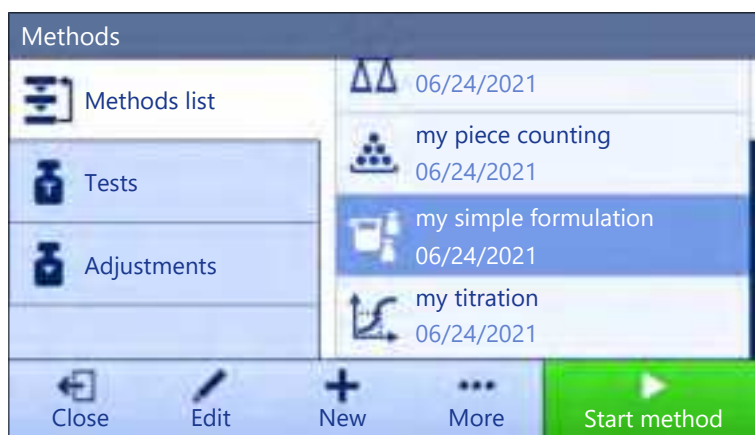 Methods
Methods list
Tests
Adjustments
06/24/2021
my piece counting
06/24/2021
my simple formulation
06/24/2021
my titration
06/24/2021
Close
Edit
New
More
Start method